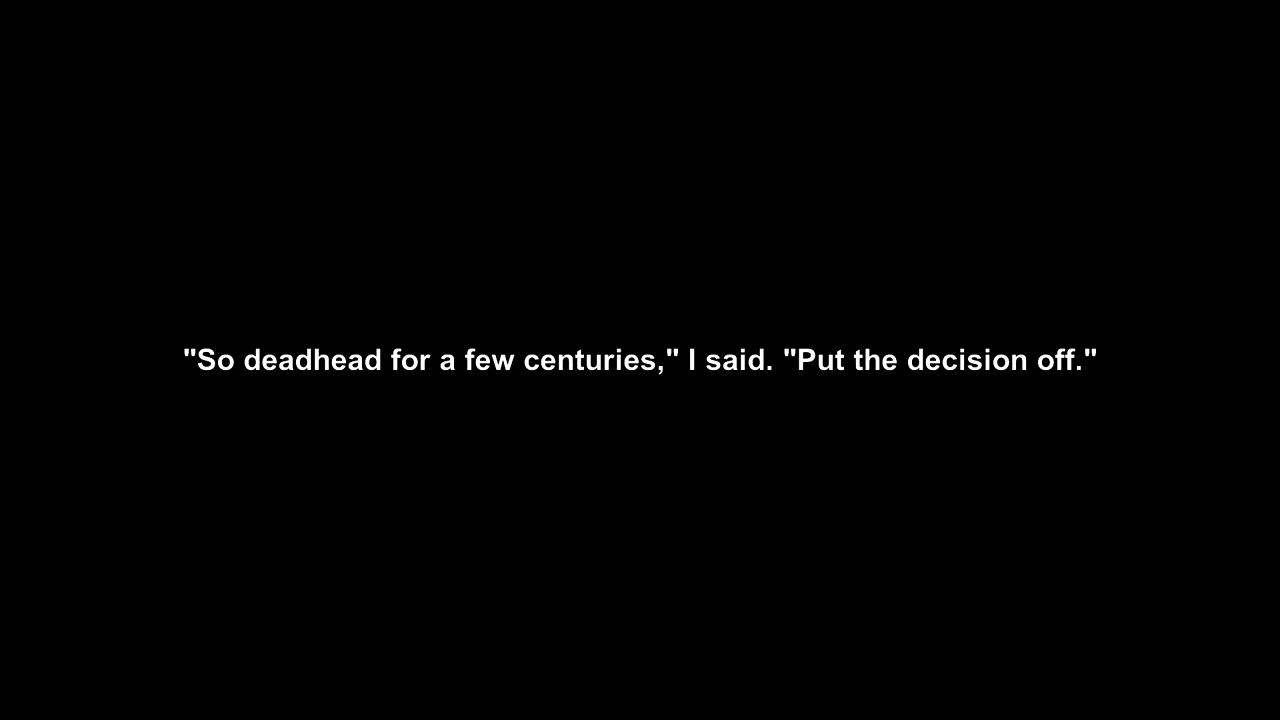 "So deadhead for a few centuries," I said. "Put the decision off."